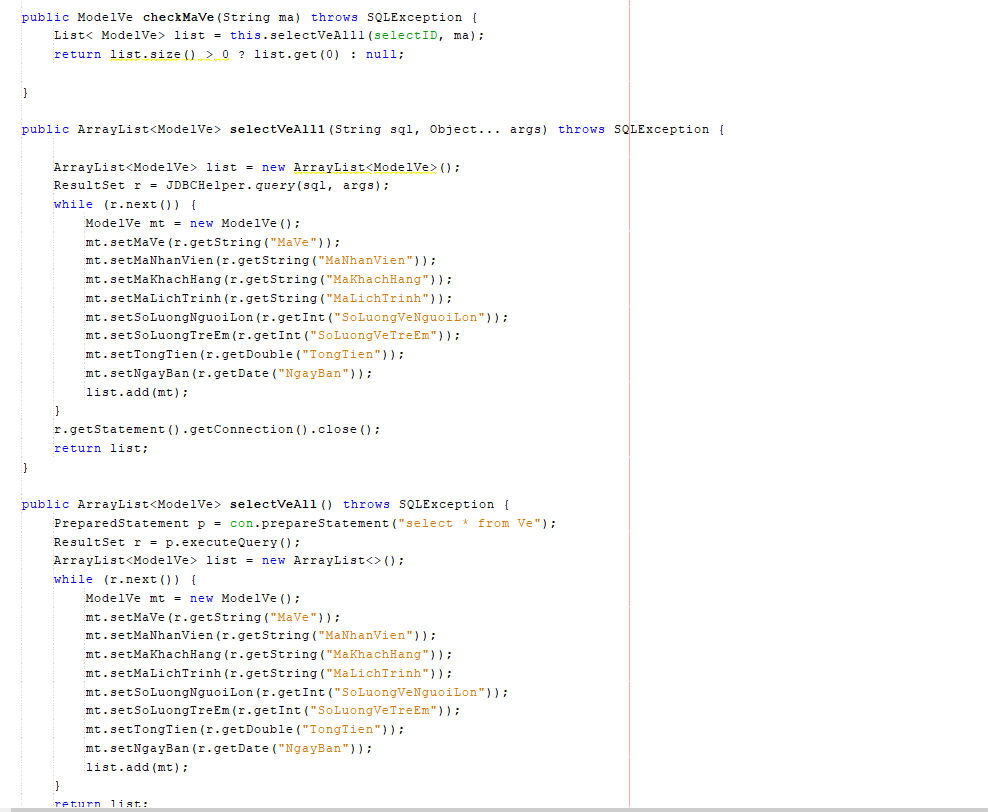 public ModelVe checkMaVe(String ma) throws SQLException {
List< ModelVe> list = this.selectVeAll1(selectID, ma);
return list.size() > 0 ? list.get(0) : null;
}
public ArrayList<ModelVe> selectVeAll1(String sql, Object... args) throws SQLException {
ArrayList<ModelVe> list = new ArrayList<ModelVe>();
ResultSet r = JDBCHelper.query(sql, args);
while (r.next()) {
ModelVe mt = new ModelVe();
mt.setMaVe(r.getString("MaVe"));
mt.setMaNhanVien(r.getString("MaNhanVien"));
mt.setMaKhachHang(r.getString("MaKhachHang"));
mt.setMaLichTrinh(r.getString("MaLichTrinh"));
mt.setSoLuongNguoiLon(r.getInt("SoLuongVeNguoiLon"));
mt.setSoLuongTreEm(r.getInt("SoLuongVeTreEm"));
mt.setTongTien(r.getDouble("TongTien"));
mt.setNgayBan(r.getDate("NgayBan"));
list.add(mt);
}
r.getStatement().getConnection().close();
return list;
}
public ArrayList<ModelVe> selectVeAll() throws SQLException {
PreparedStatement p = con.prepareStatement("select * from Ve");
ResultSet r = p.executeQuery();
ArrayList<ModelVe> list = new ArrayList<>();
while (r.next()) {
ModelVe mt = new ModelVe();
mt.setMaVe(r.getString("MaVe"));
mt.setMaNhanVien(r.getString("MaNhanVien"));
mt.setMaKhachHang(r.getString("MaKhachHang"));
mt.setMaLichTrinh(r.getString("MaLichTrinh"));
mt.setSoLuongNguoiLon(r.getInt("SoLuongVeNguoiLon"));
mt.setSoLuongTreEm(r.getInt("SoLuongVeTreEm"));
mt.setTongTien(r.getDouble("TongTien"));
mt.setNgayBan(r.getDate("NgayBan"));
list.add(mt);
}
return list;